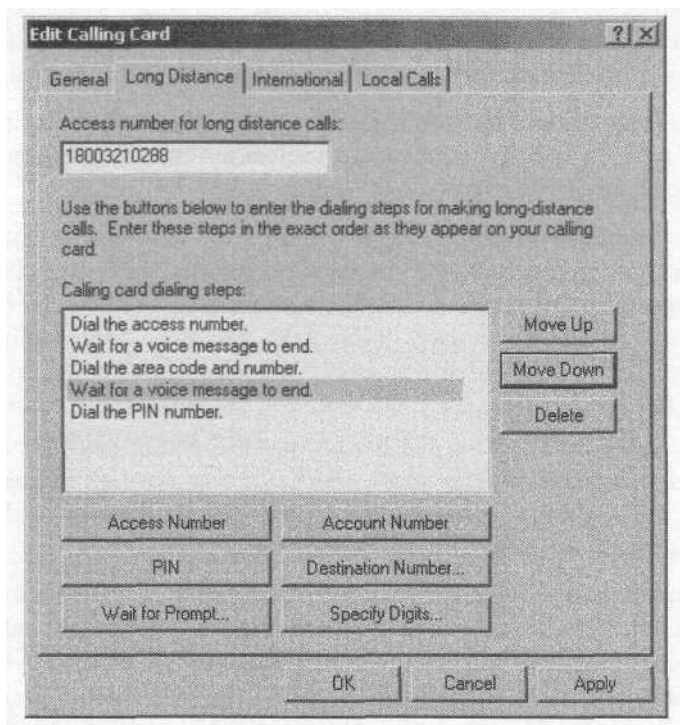 Edit Calling Card
General Long Distance International Local Calls
Access number for long distance calls:
18003210288
Use the buttons below to enter the dialing steps for making long-distance
calls. Enter these steps in the exact order as they appear on your calling
card.
Calling card dialing steps:
Dial the access number.
Wait for a voice message to end.
Dial the area code and number.
Wait for a voice message to end.
Dial the PIN number.
Move Up
Move Down
Delete
Access Number Account Number
PIN Destination Number...
Wait for Prompt... Specify Digits...
OK Cancel Apply